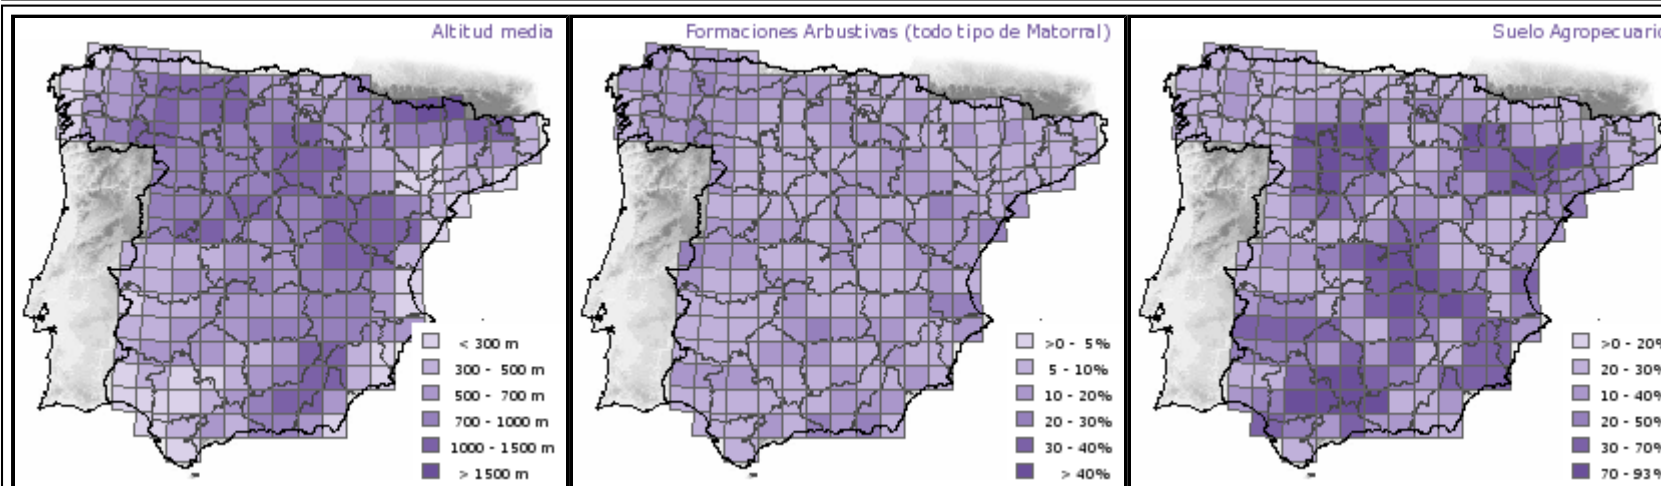 Altitud media
< 300 m
300 - 500 m
500 - 700 m
700 - 1000 m
1000 - 1500 m
> 1500 m
Formaciones Arbustivas (todo tipo de Matorral)
>0 - 5%
5 - 10%
10 - 20%
20 - 30%
30 - 40%
> 40%
Suelo Agropecuario
>0 - 20%
20 - 30%
10 - 40%
20 - 50%
30 - 70%
70 - 93%